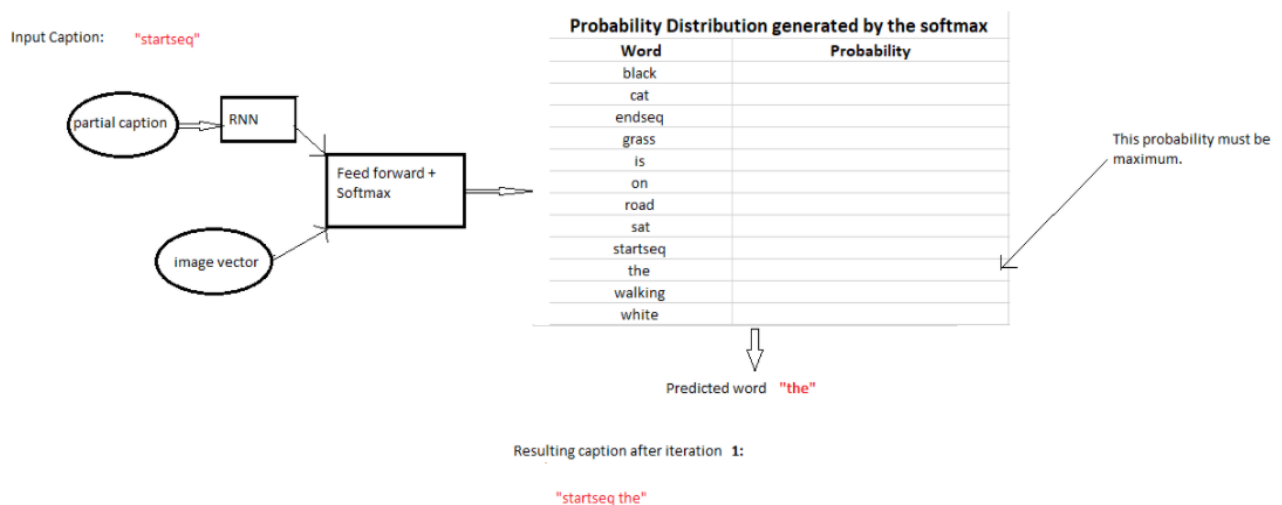 Input Caption: "startseq"
partial caption
RNN
Feed forward +
Softmax
image vector
Probability Distribution generated by the softmax
Word Probability
black
cat
endseq
grass
is
on
road
sat
startseq
the
walking
white
This probability must be
maximum.
Predicted word "the"
Resulting caption after iteration 1:
"startseq the"